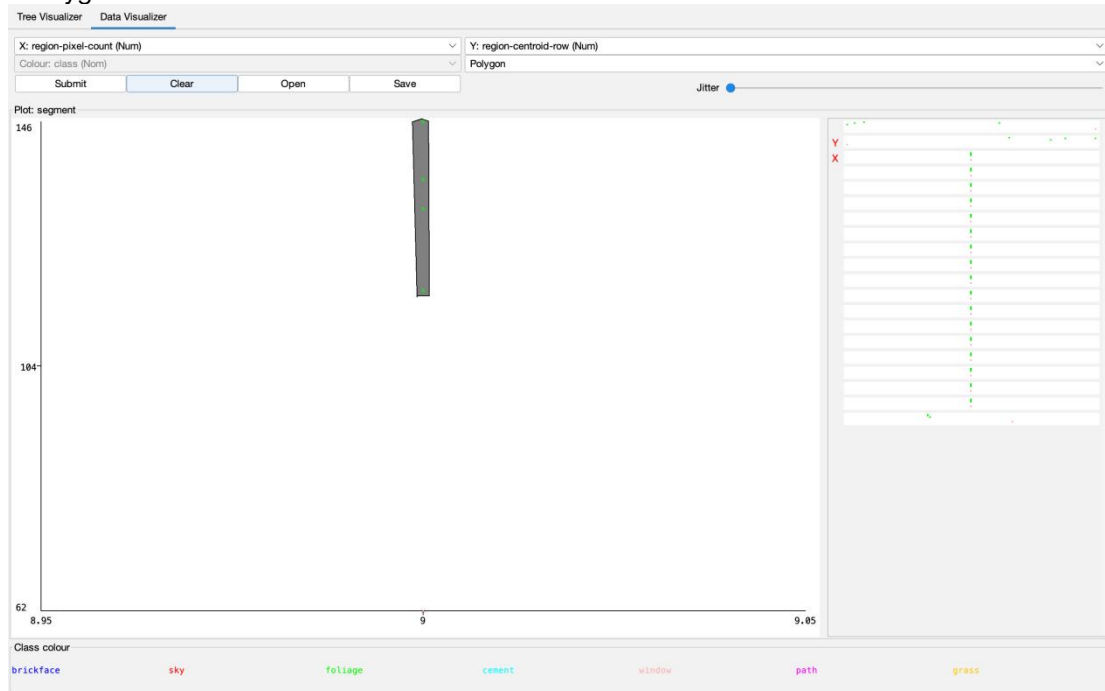 Tree Visualizer Data Visualizer
X: region-pixel-count (Num) Y: region-centroid-row (Num)
Colour: class (Nom) Polygon
Submit Clear Open Save Jitter
Plot: segment
146
Y
X
104
62
8.95 9 9.05
Class colour
brickface sky foliage cement window path grass